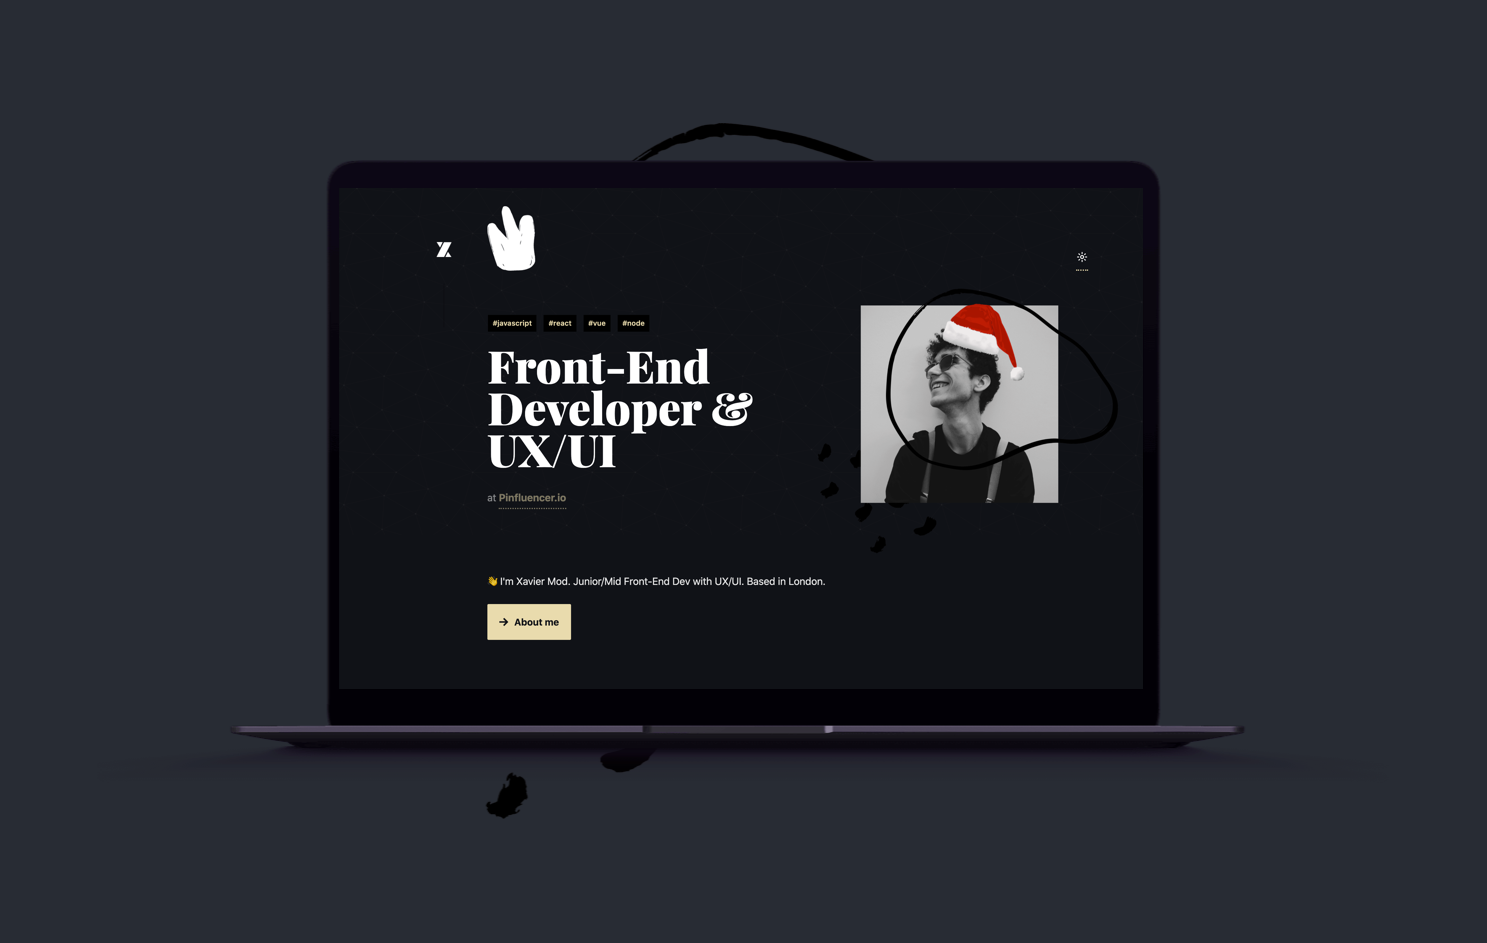 #javascript #react #vue #node
Front-End
Developer &
UX/UI
at Pinfluencer.io
👋 I'm Xavier Mod. Junior/Mid Front-End Dev with UX/UI. Based in London.
→ About me